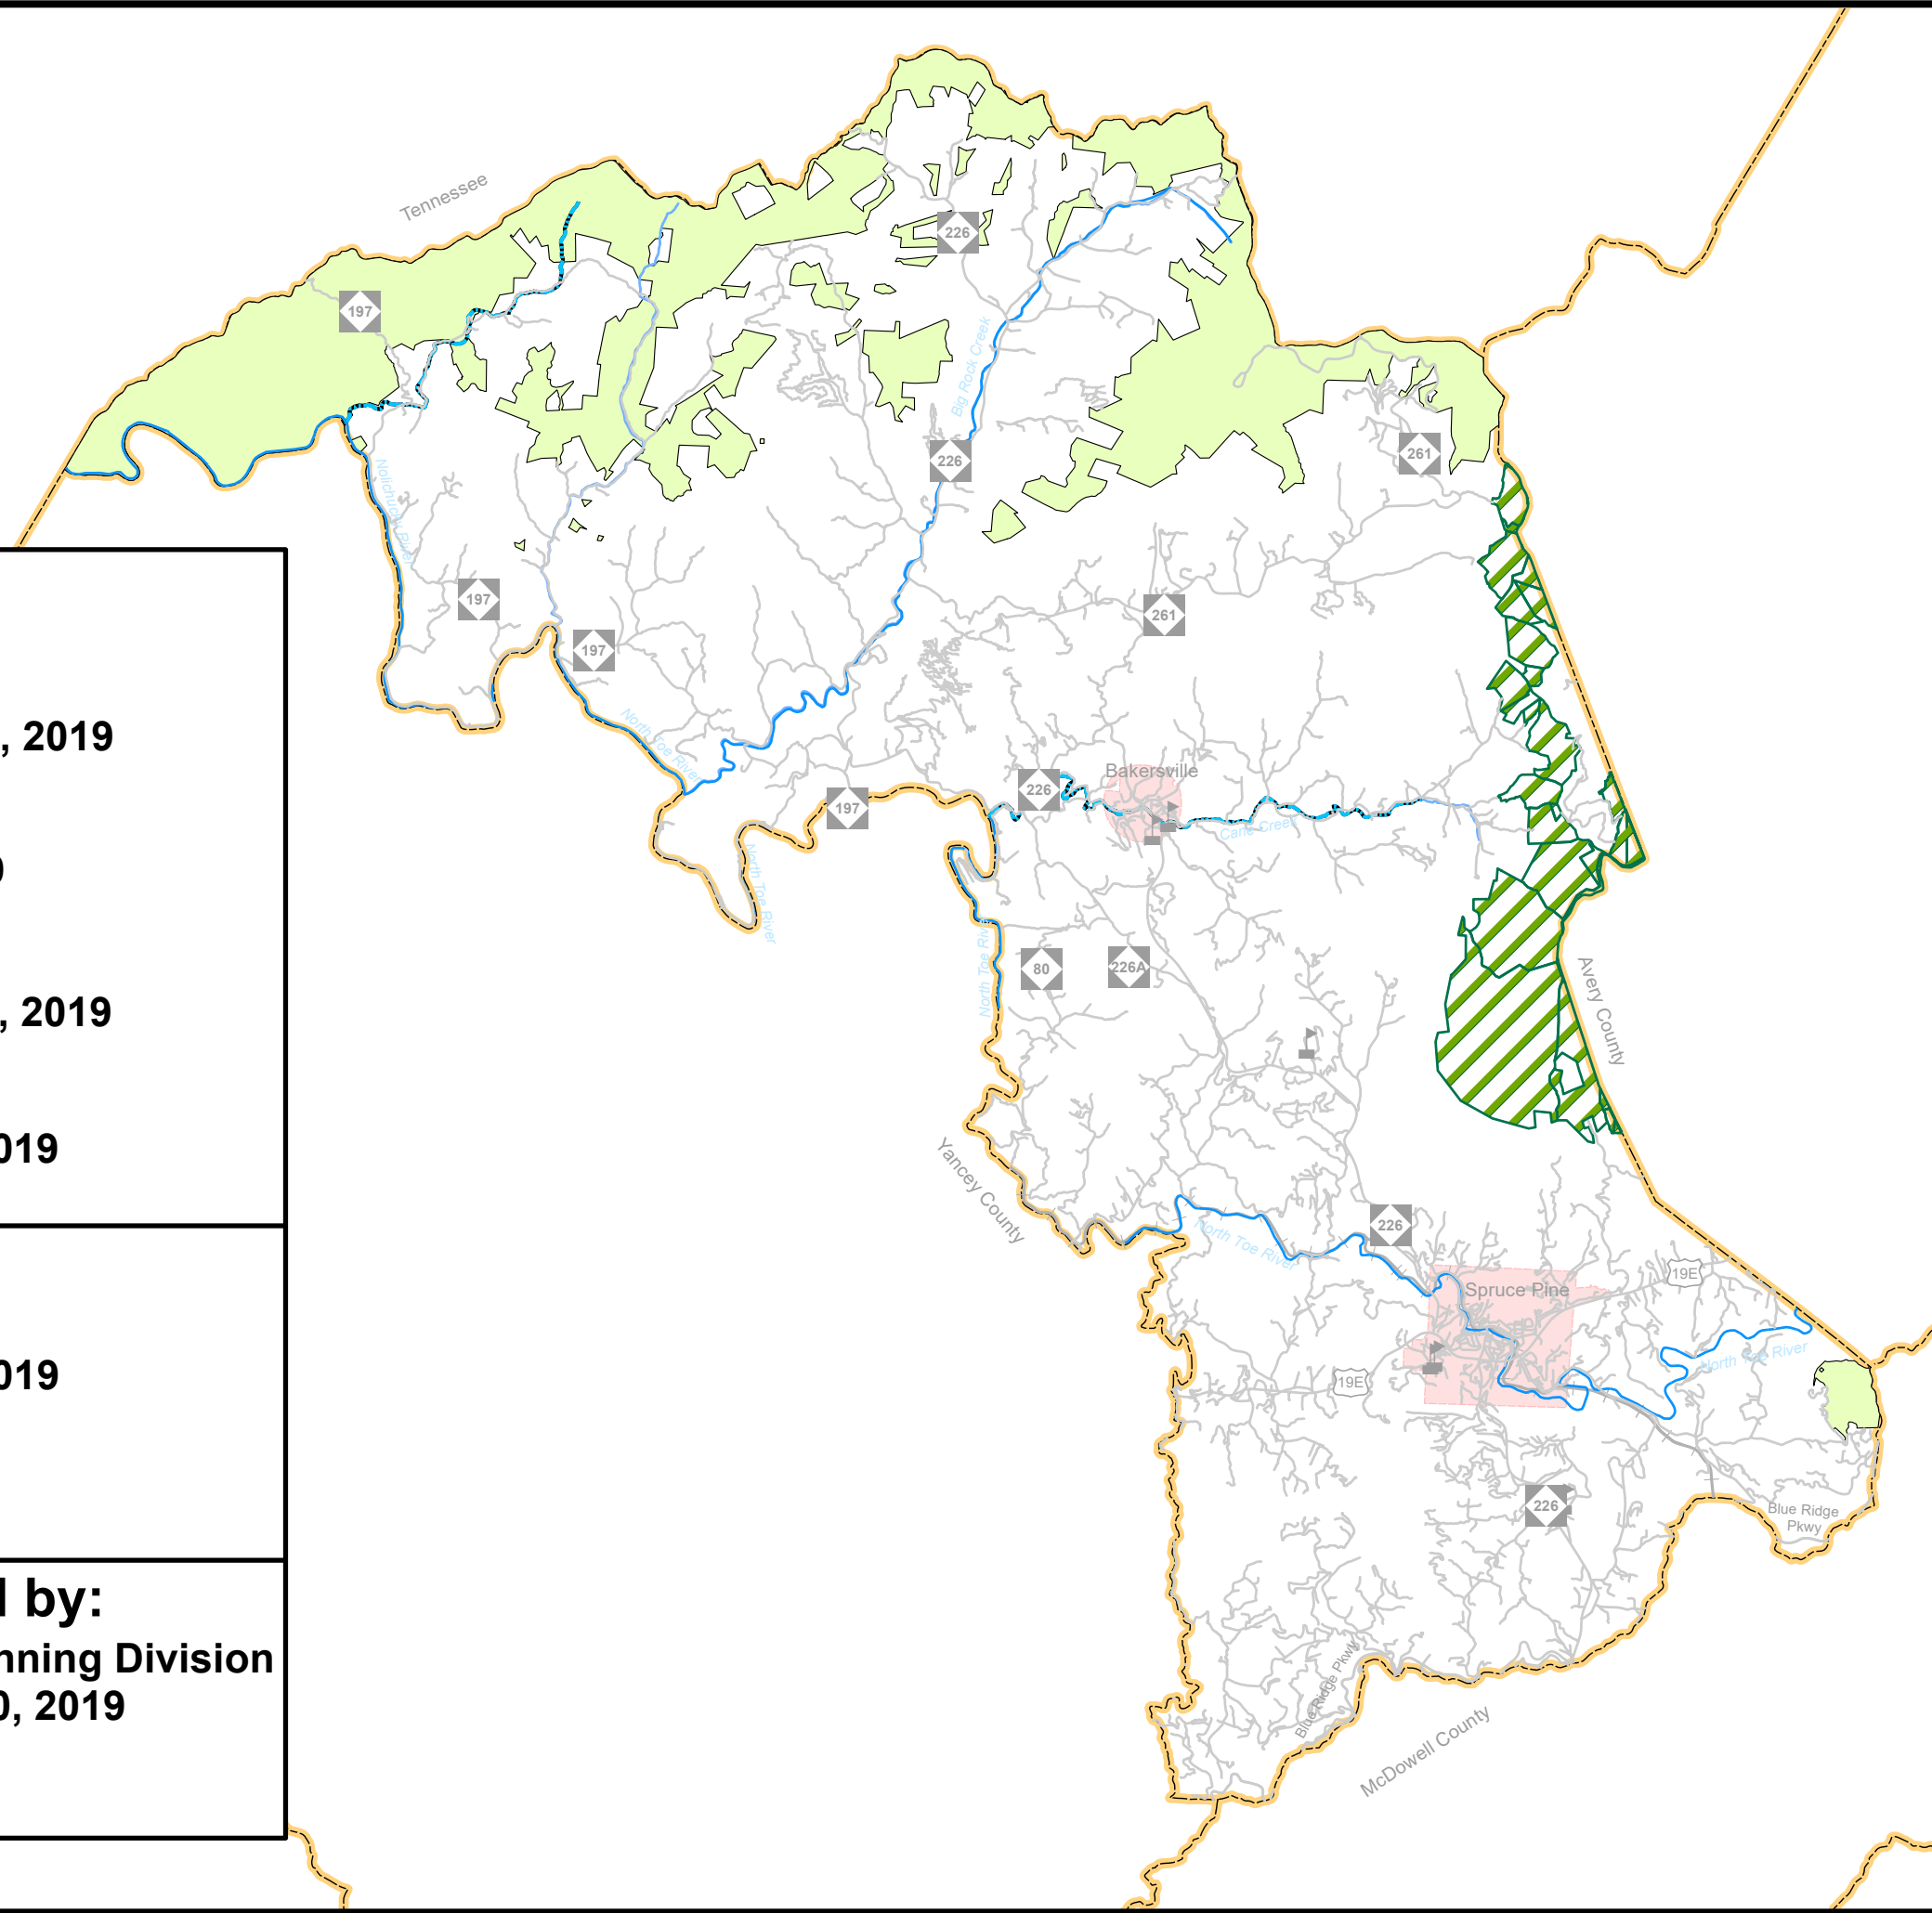 Tennessee
226
197
Big Rock Creek
226
261
Nolichucky River
197
261
197
North Toe River
Bakersville
226
197
Cane Creek
North Toe River
North Toe
80
226A
Avery County
Yancey County
North Toe River
226
19E
Spruce Pine
North Toe River
19E
226
Blue Ridge
Pkwy
Blue Ridge Pkwy
McDowell County
, 2019
, 2019
019
019
by:
Division
, 2019